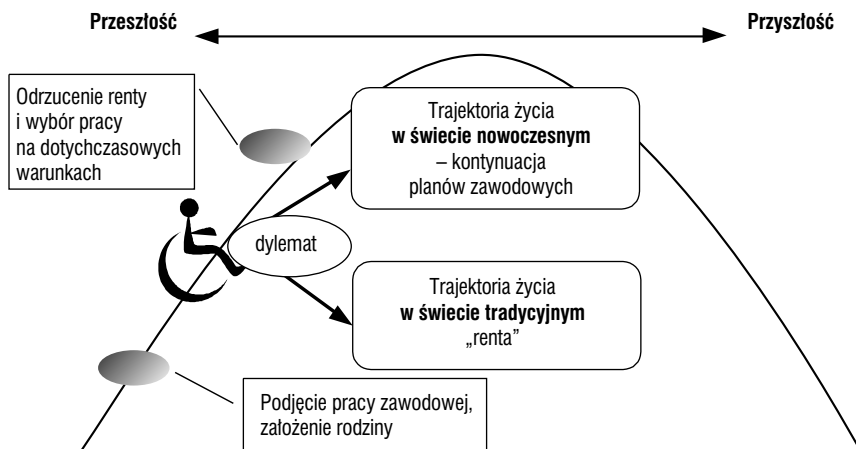 Przeszłość
Przyszłość
Odrzucenie renty
i wybór pracy
na dotychczasowych
warunkach
Trajektoria życia
w świecie nowoczesnym
– kontynuacja
planów zawodowych
dylemat
Trajektoria życia
w świecie tradycyjnym
„renta”
Podjęcie pracy zawodowej,
założenie rodziny